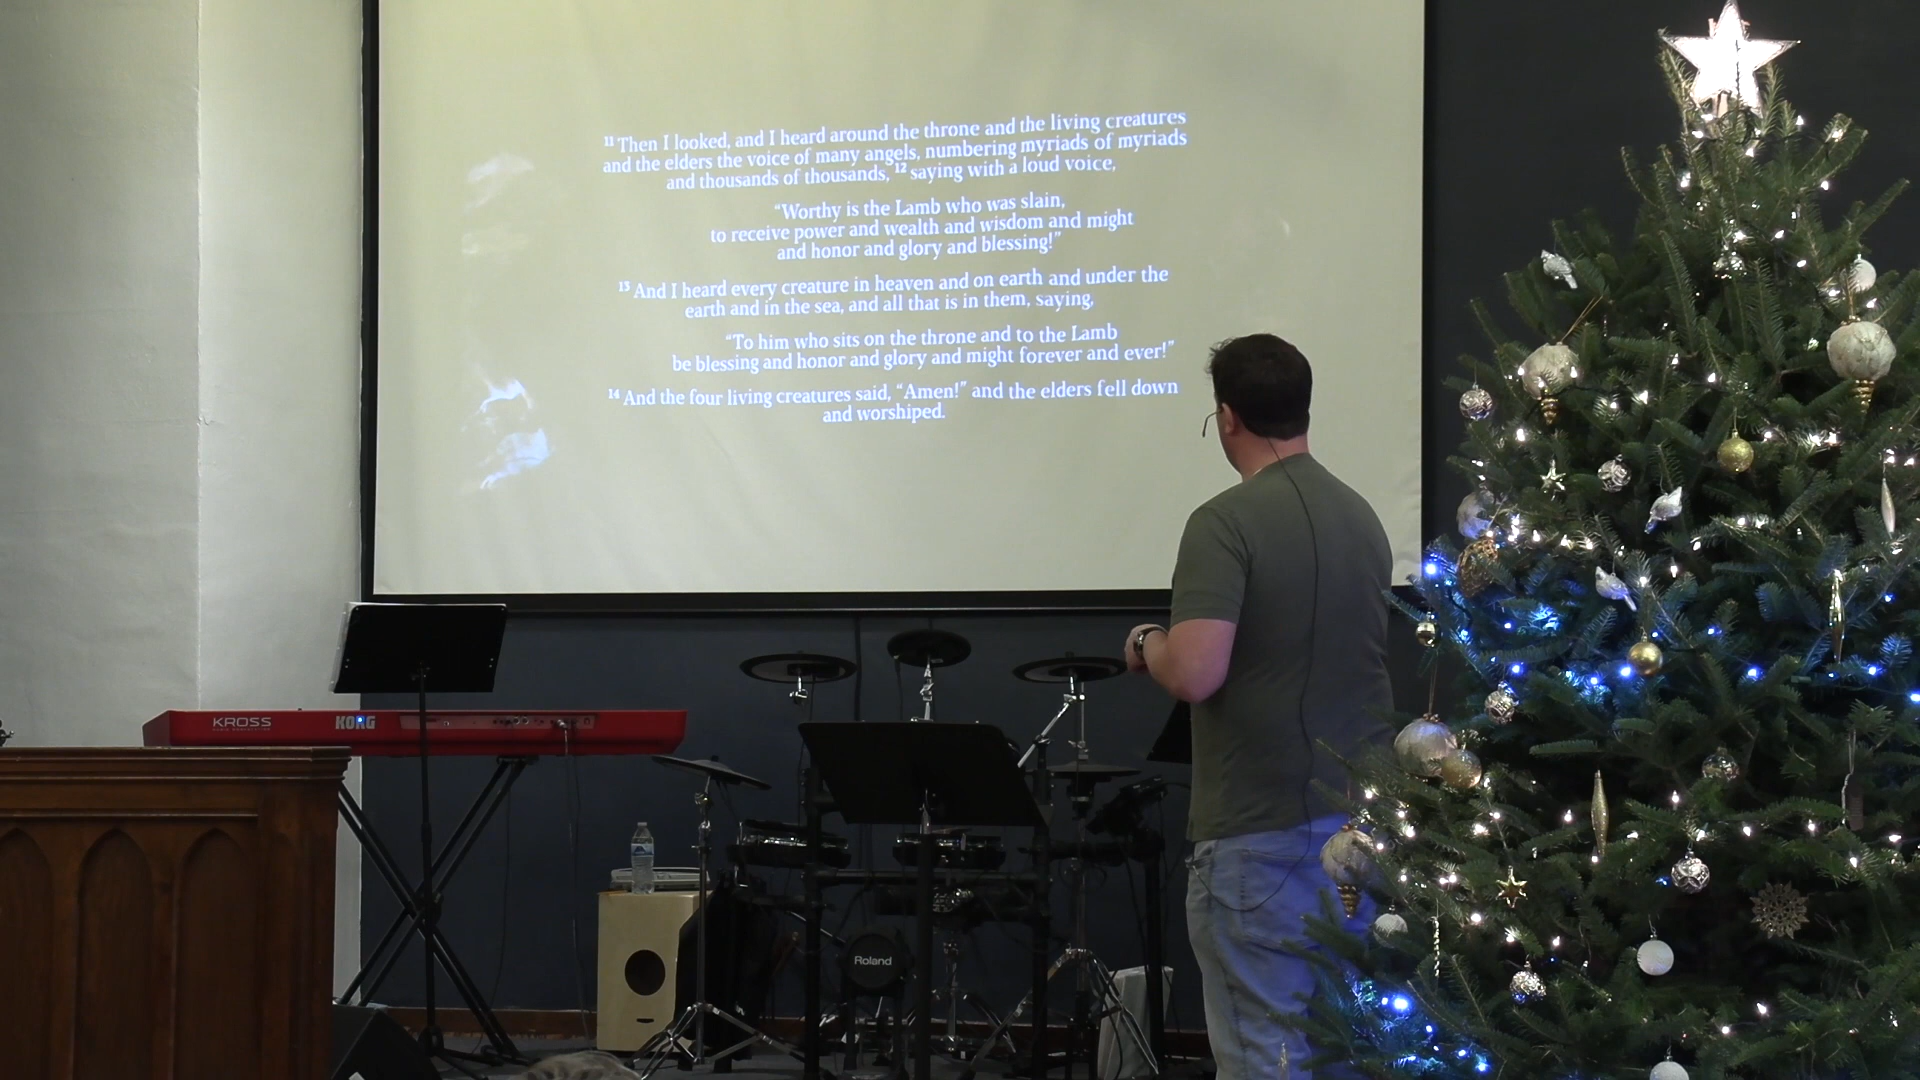 ¹¹ Then I looked, and I heard around the throne and the living creatures
and the elders the voice of many angels, numbering myriads of myriads
and thousands of thousands, ¹² saying with a loud voice,
“Worthy is the Lamb who was slain,
to receive power and wealth and wisdom and might
and honor and glory and blessing!”
¹³ And I heard every creature in heaven and on earth and under the
earth and in the sea, and all that is in them, saying,
“To him who sits on the throne and to the Lamb
be blessing and honor and glory and might forever and ever!”
¹⁴ And the four living creatures said, “Amen!” and the elders fell down
and worshiped.
KROSS
KORG
Roland